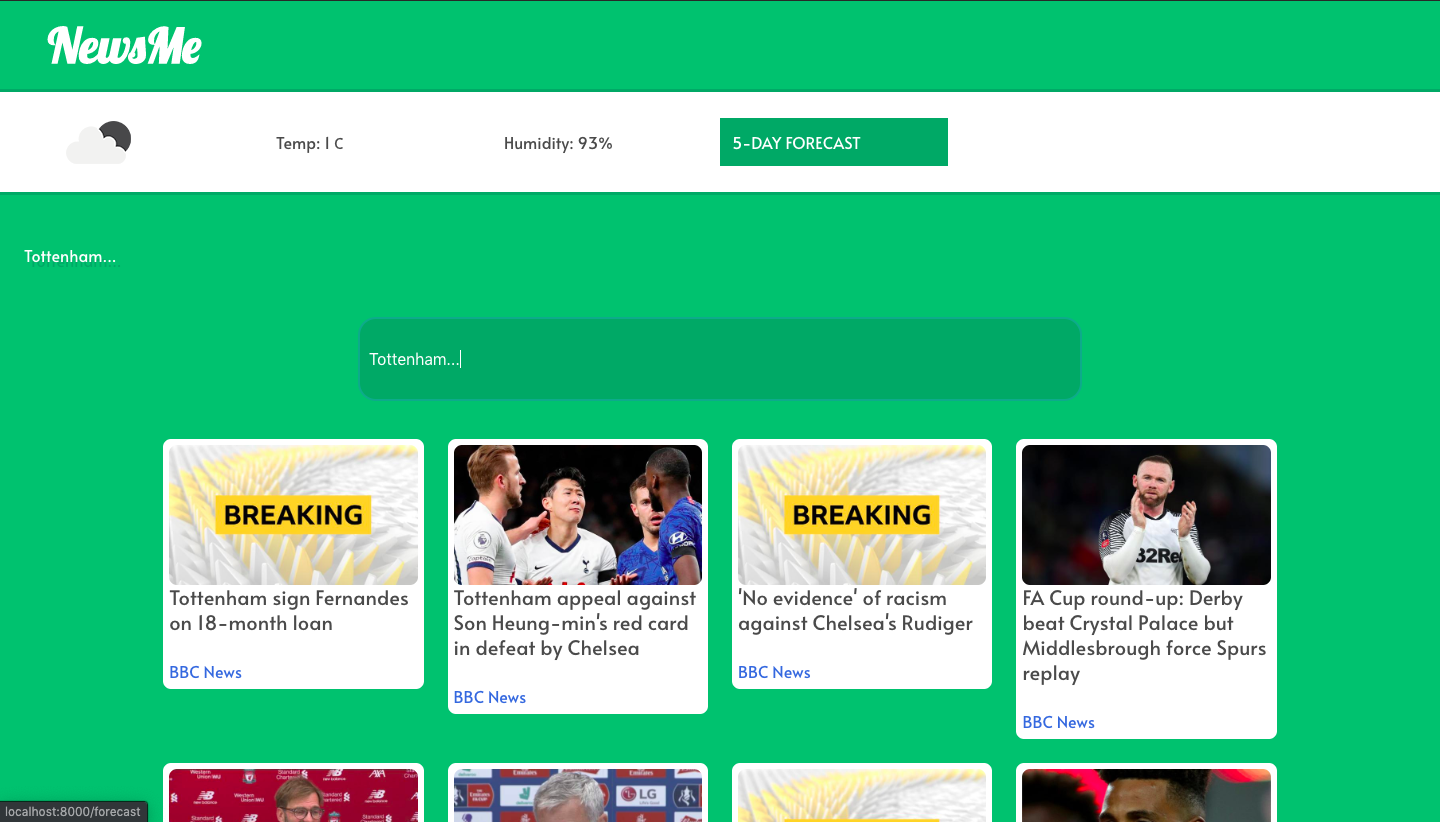 NewsMe
Temp: 1 C
Humidity: 93%
5-DAY FORECAST
Tottenham...
Tottenham...
BREAKING
Tottenham sign Fernandes
on 18-month loan
BBC News
Tottenham appeal against
Son Heung-min's red card
in defeat by Chelsea
BBC News
BREAKING
'No evidence' of racism
against Chelsea's Rudiger
BBC News
32Red
FA Cup round-up: Derby
beat Crystal Palace but
Middlesbrough force Spurs
replay
BBC News
LG
localhost:8000/forecast